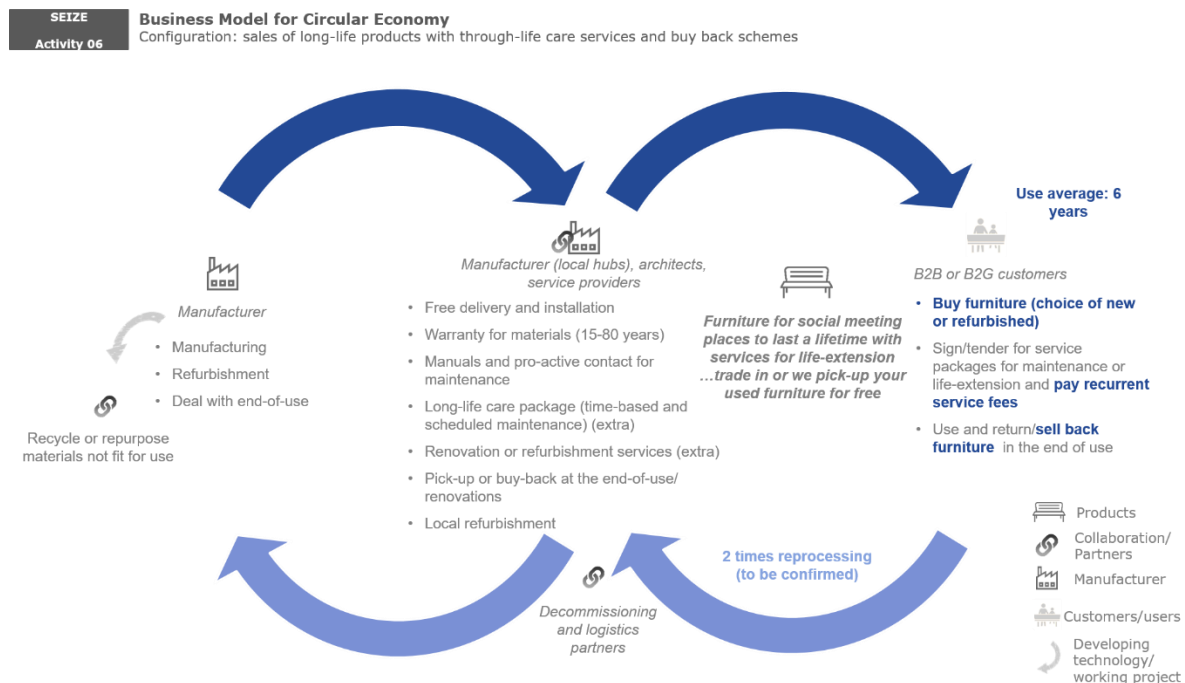 SEIZE
Activity 06
Business Model for Circular Economy
Configuration: sales of long-life products with through-life care services and buy back schemes
Use average: 6
years
Manufacturer
• Manufacturing
• Refurbishment
• Deal with end-of-use
Recycle or repurpose
materials not fit for use
Manufacturer (local hubs), architects,
service providers
• Free delivery and installation
• Warranty for materials (15-80 years)
• Manuals and pro-active contact for
maintenance
• Long-life care package (time-based and
scheduled maintenance) (extra)
• Renovation or refurbishment services (extra)
• Pick-up or buy-back at the end-of-use/
renovations
• Local refurbishment
Furniture for social meeting
places to last a lifetime with
services for life-extension
...trade in or we pick-up your
used furniture for free
B2B or B2G customers
• Buy furniture (choice of new
or refurbished)
• Sign/tender for service
packages for maintenance or
life-extension and pay recurrent
service fees
• Use and return/sell back
furniture in the end of use
2 times reprocessing
(to be confirmed)
Decommissioning
and logistics
partners
Products
Collaboration/
Partners
Manufacturer
Customers/users
Developing
technology/
working project